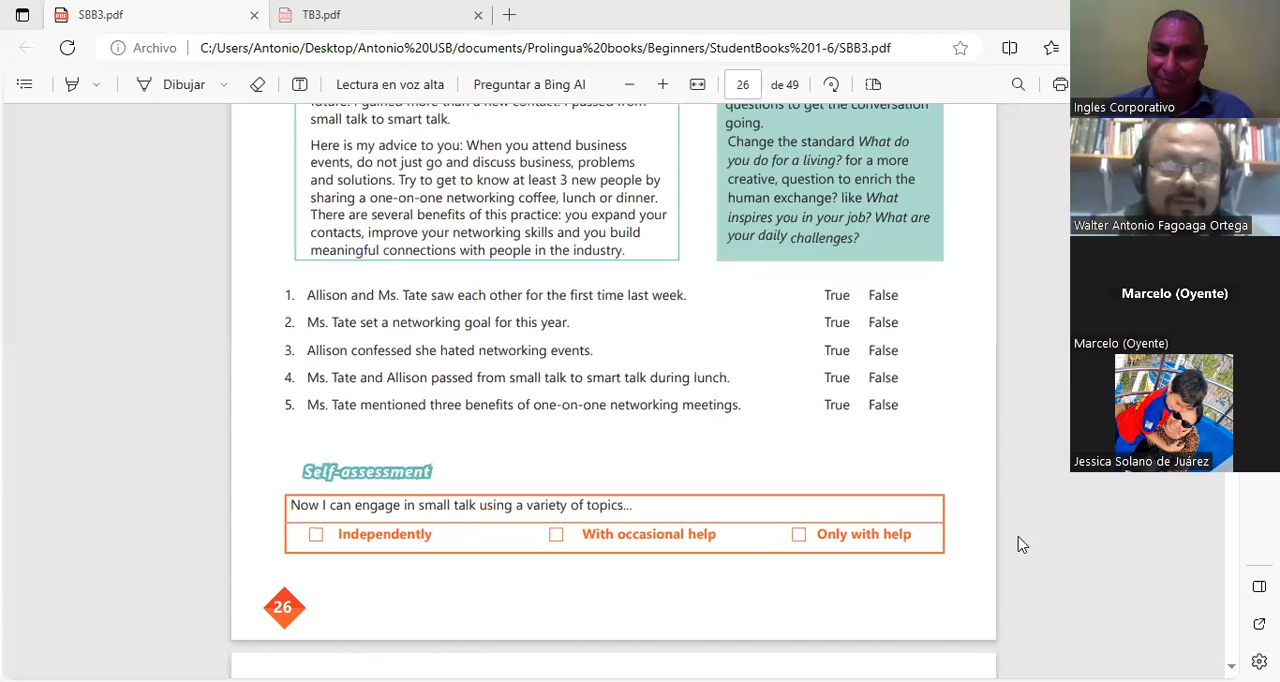 SBB3.pdf
TB3.pdf
Archivo
C:/Users/Antonio/Desktop/Antonio%20USB/documents/Prolingua%20books/Beginners/StudentBooks%201-6/SBB3.pdf
Dibujar
Lectura en voz alta
Preguntar a Bing AI
26
de 49
small talk to smart talk.
Here is my advice to you: When you attend business
events, do not just go and discuss business, problems
and solutions. Try to get to know at least 3 new people by
sharing a one-on-one networking coffee, lunch or dinner.
There are several benefits of this practice: you expand your
contacts, improve your networking skills and you build
meaningful connections with people in the industry.
questions to get the conversation
going.
Change the standard What do
you do for a living? for a more
creative, question to enrich the
human exchange? like What
inspires you in your job? What are
your daily challenges?
1. Allison and Ms. Tate saw each other for the first time last week. True False
2. Ms. Tate set a networking goal for this year. True False
3. Allison confessed she hated networking events. True False
4. Ms. Tate and Allison passed from small talk to smart talk during lunch. True False
5. Ms. Tate mentioned three benefits of one-on-one networking meetings. True False
Self-assessment
Now I can engage in small talk using a variety of topics...
Independently
With occasional help
Only with help
26
Ingles Corporativo
Walter Antonio Fagoaga Ortega
Marcelo (Oyente)
Marcelo (Oyente)
Jessica Solano de Juárez